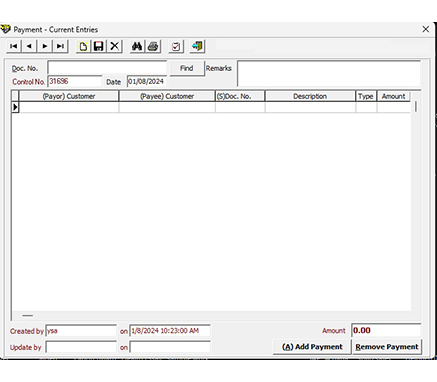 Payment - Current Entries
Doc. No. Find Remarks
Control No. 31696 Date 01/08/2024
(Payor) Customer (Payee) Customer (S)Doc. No. Description Type Amount
Created by ysa on 1/8/2024 10:23:00 AM Amount 0.00
Update by on (A) Add Payment Remove Payment